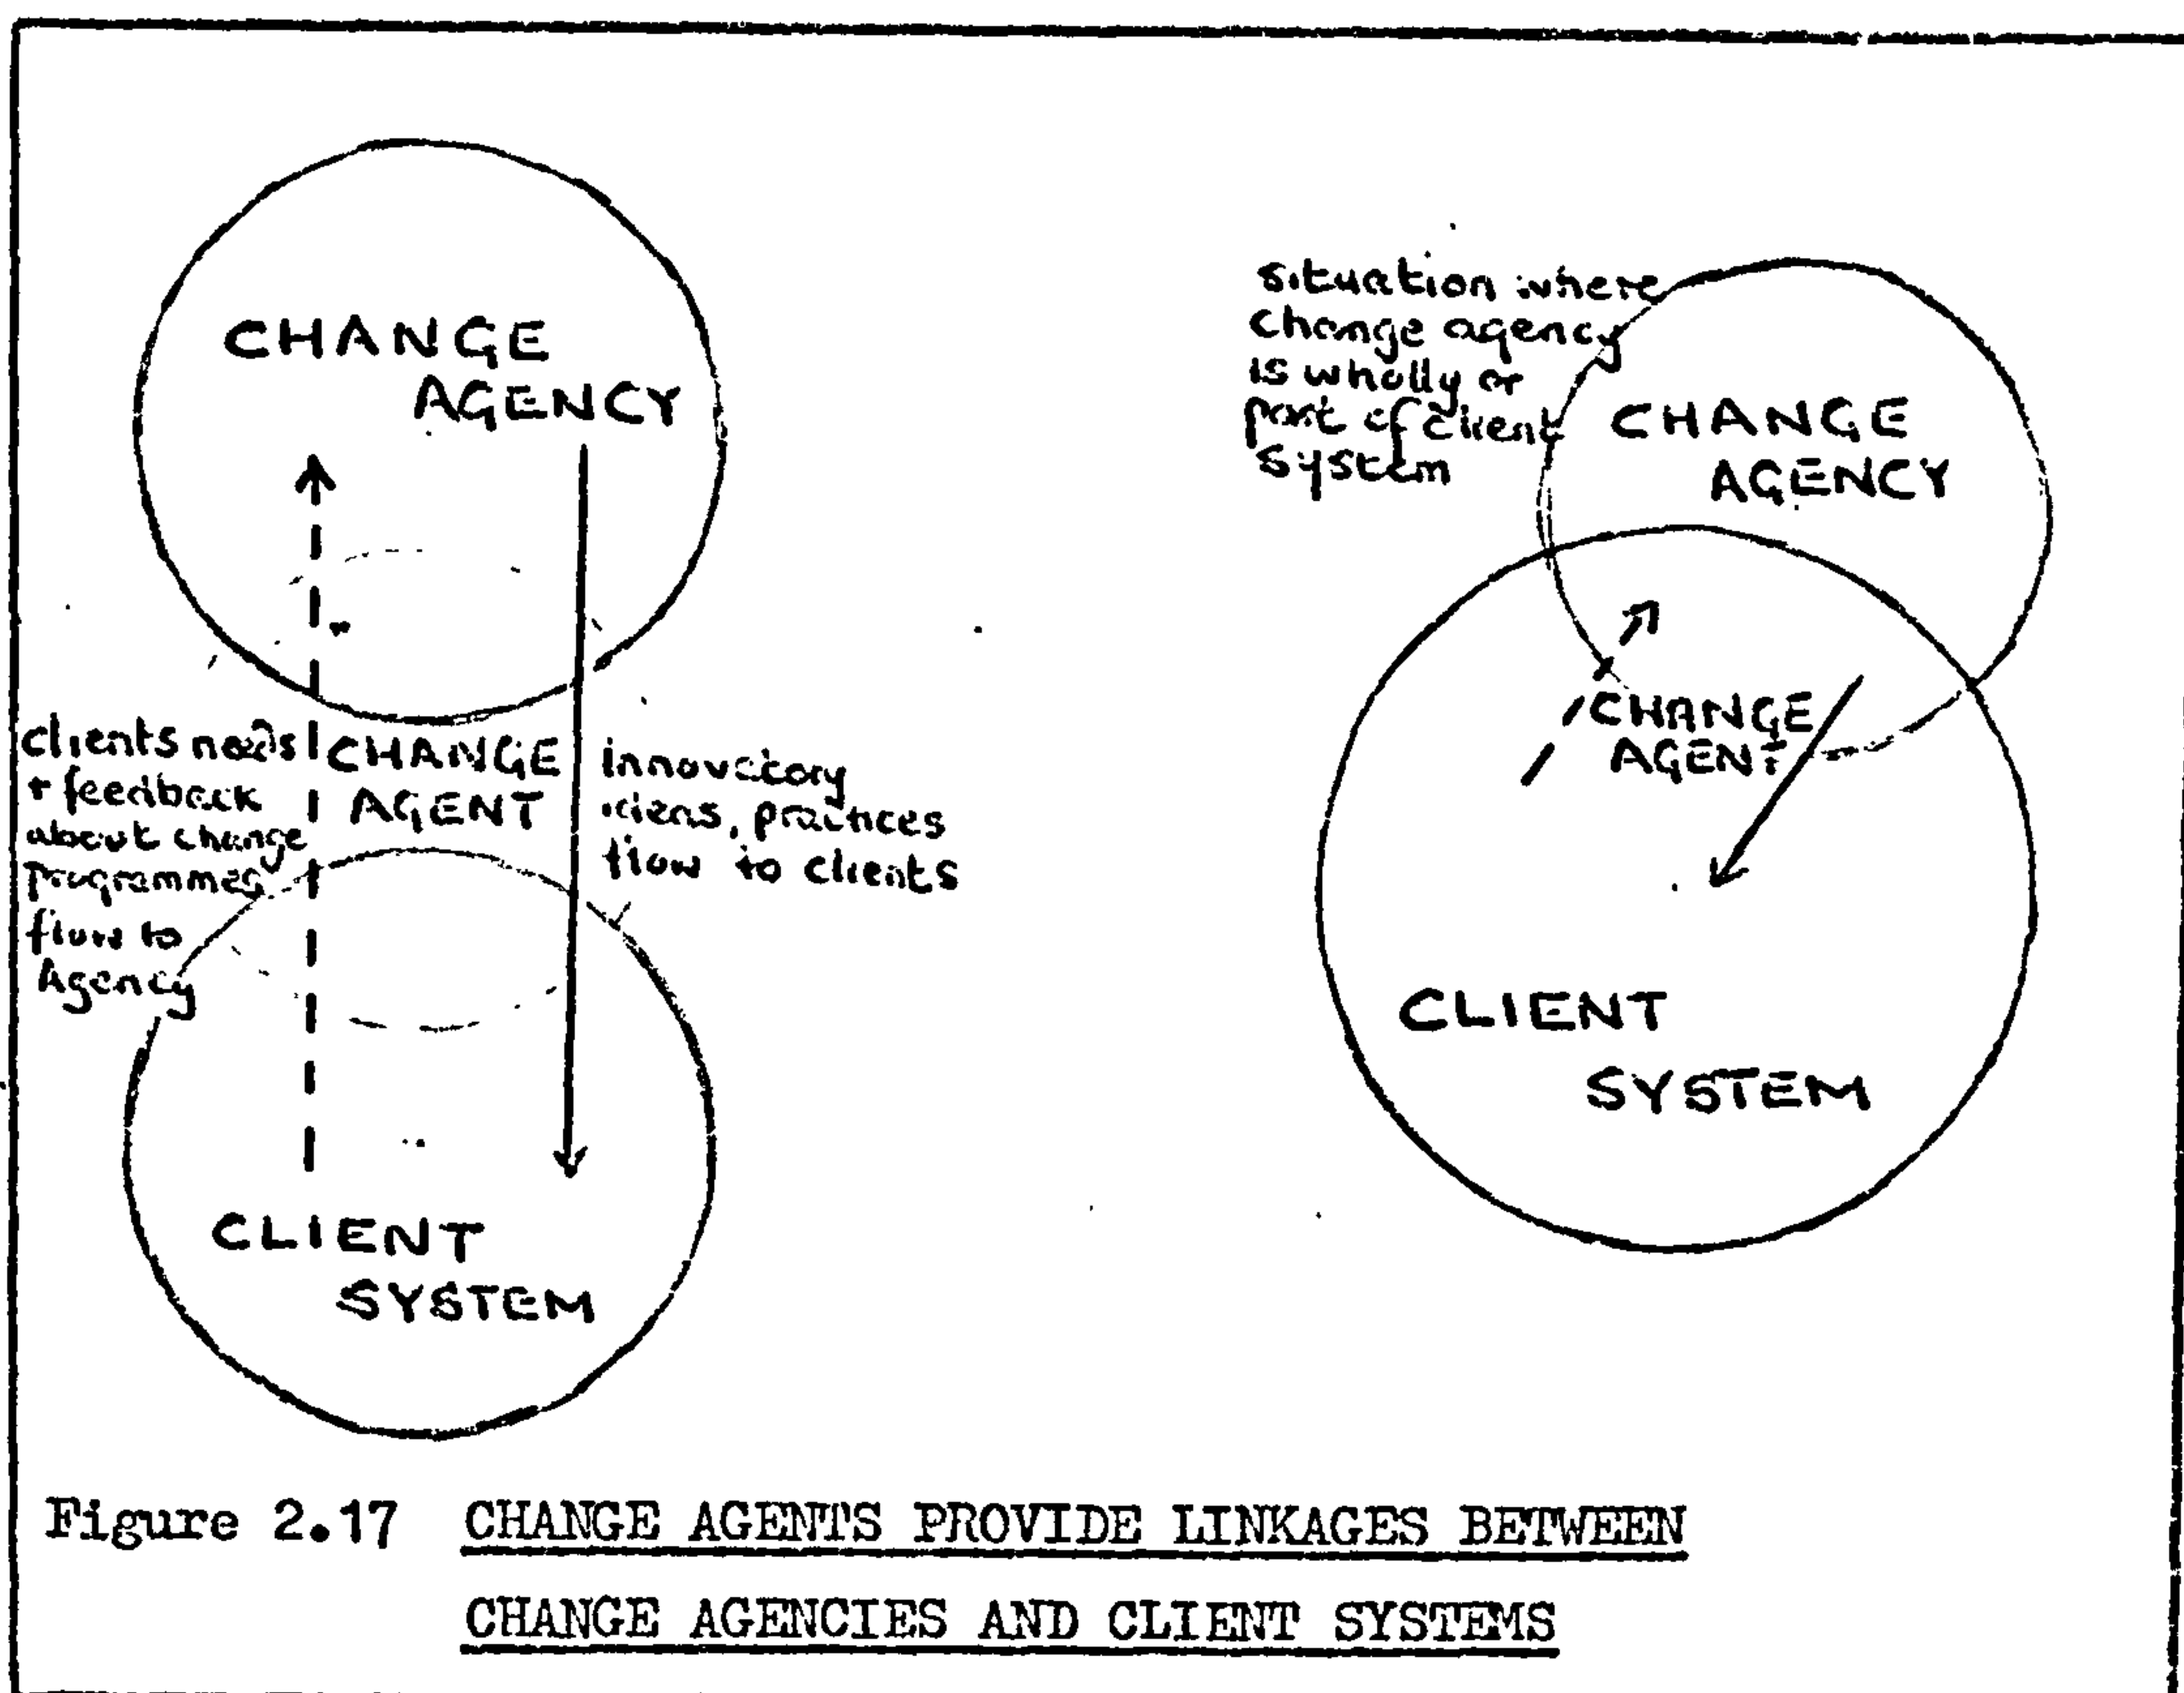 CHANGE
AGENCY
clients needs
+ feedback
about change
programmes
flow to
Agency
CHANGE
AGENT
innovatory
ideas, practices
flow to clients
CLIENT
SYSTEM
situation where
change agency
is wholly or
part of client
system
CHANGE
AGENCY
CHANGE
AGENT
CLIENT
SYSTEM
Figure 2.17 CHANGE AGENTS PROVIDE LINKAGES BETWEEN
CHANGE AGENCIES AND CLIENT SYSTEMS